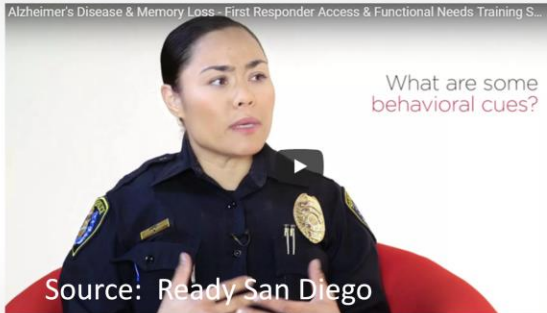 Alzheimer's Disease & Memory Loss - First Responder Access & Functional Needs Training S...
What are some
behavioral cues?
Source: Ready San Diego